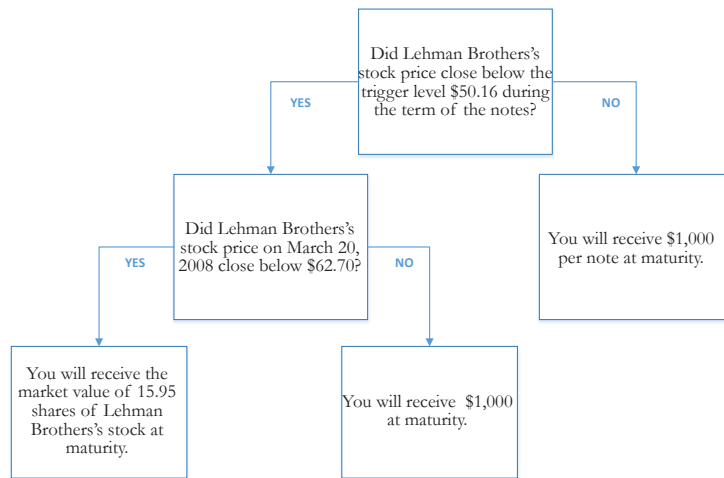 Did Lehman Brothers's
stock price close below the
trigger level $50.16 during
the term of the notes?
YES
NO
Did Lehman Brothers's
stock price on March 20,
2008 close below $62.70?
You will receive $1,000
per note at maturity.
YES
NO
You will receive the
market value of 15.95
shares of Lehman
Brothers's stock at
maturity.
You will receive $1,000
at maturity.